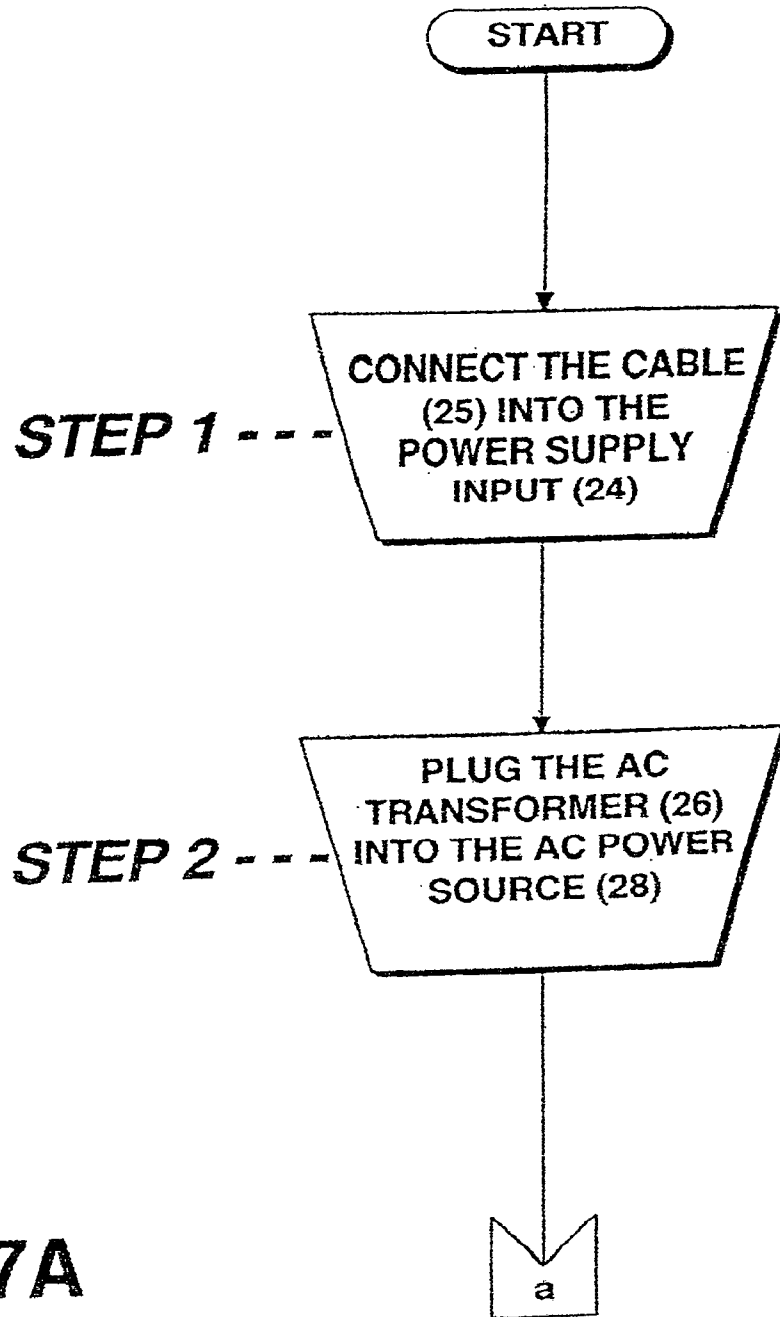 START
CONNECT THE CABLE
(25) INTO THE
POWER SUPPLY
INPUT (24)
STEP 1 - - -
PLUG THE AC
TRANSFORMER (26)
INTO THE AC POWER
SOURCE (28)
STEP 2 - - -
7A
a